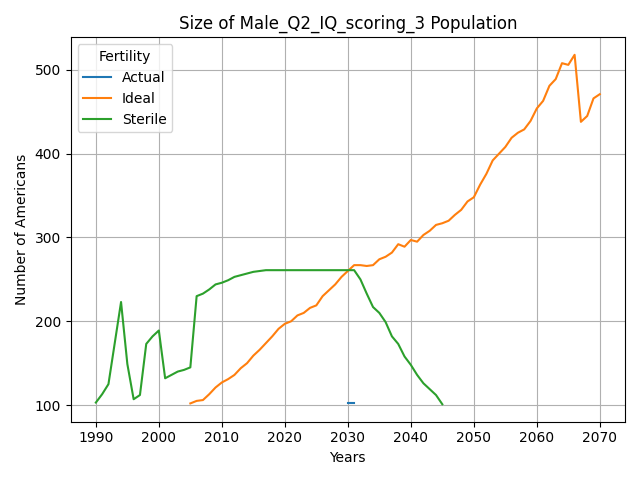 Size of Male_Q2_IQ_scoring_3 Population
Fertility
Actual
Ideal
Sterile
Number of Americans
500
400
300
200
100
1990 2000 2010 2020 2030 2040 2050 2060 2070
Years